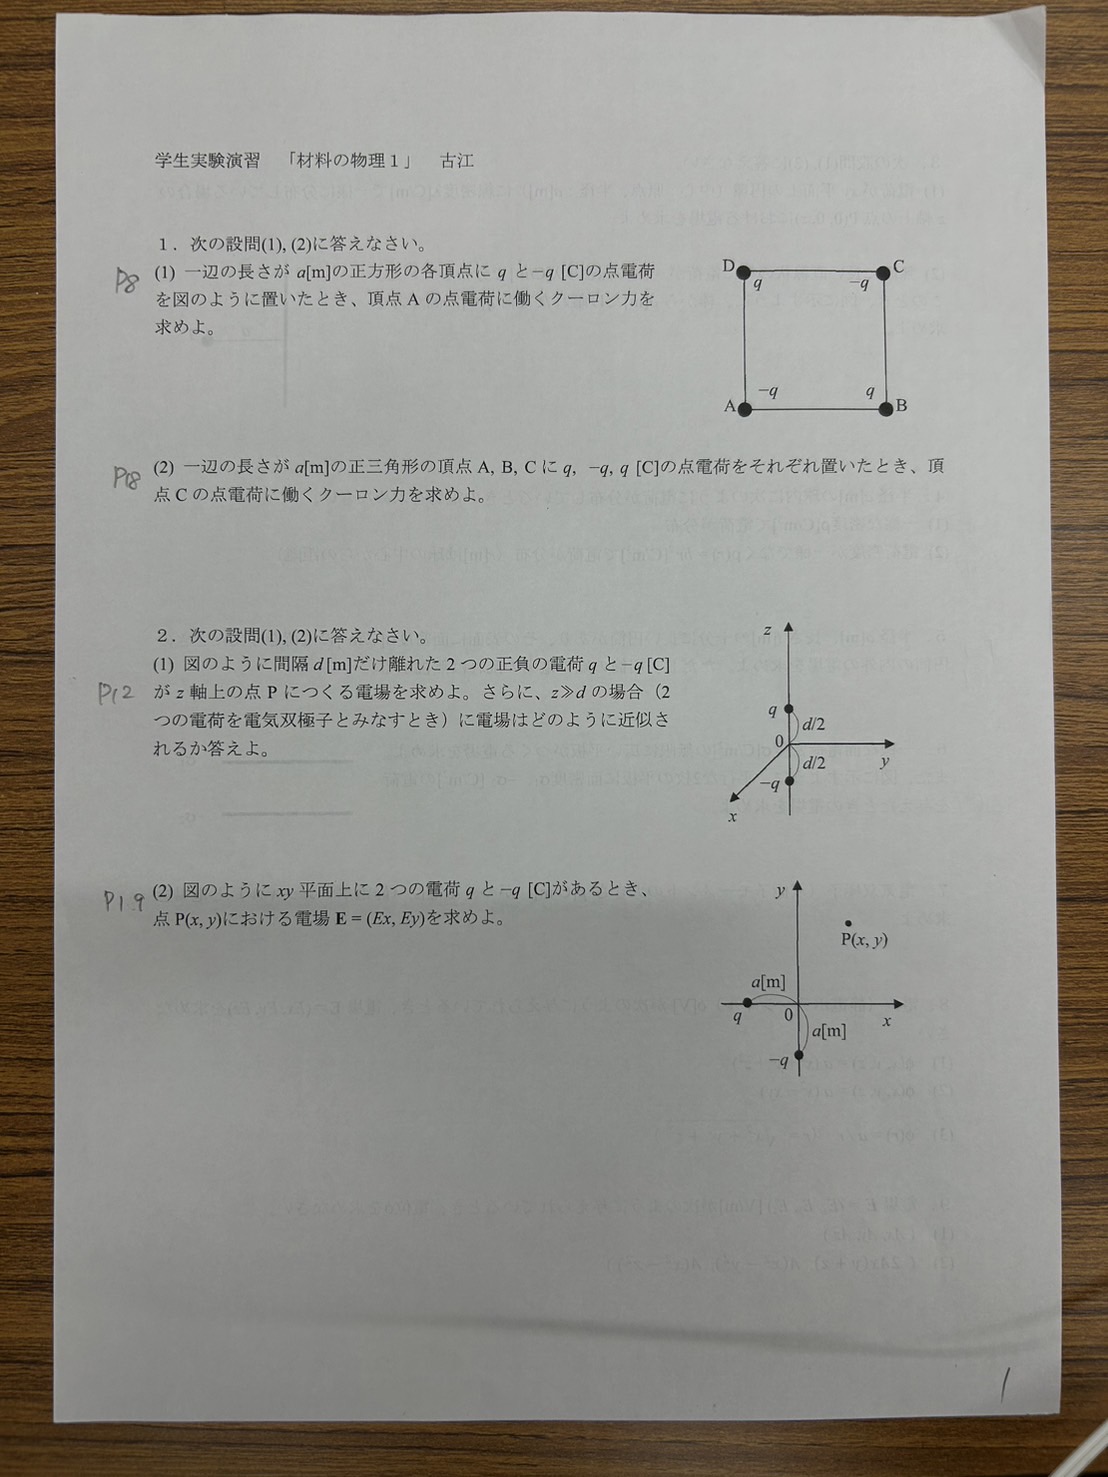 学生実験演習 「材料の物理１」 古江
１．次の設問(1), (2)に答えなさい。
P8
(1) 一辺の長さが a[m]の正方形の各頂点に q と−q [C]の点電荷
を図のように置いたとき、頂点 A の点電荷に働くクーロン力を
求めよ。
D
q
C
−q
A
−q
B
q
P18
(2) 一辺の長さが a[m]の正三角形の頂点 A, B, C に q, −q, q [C]の点電荷をそれぞれ置いたとき、頂
点 C の点電荷に働くクーロン力を求めよ。
２．次の設問(1), (2)に答えなさい。
(1) 図のように間隔 d [m]だけ離れた 2 つの正負の電荷 q と−q [C]
P12
が z 軸上の点 P につくる電場を求めよ。さらに、z≫d の場合（2
つの電荷を電気双極子とみなすとき）に電場はどのように近似さ
れるか答えよ。
z
q
d/2
0
y
d/2
−q
x
P19
(2) 図のように xy 平面上に 2 つの電荷 q と−q [C]があるとき、
点 P(x, y)における電場 E = (Ex, Ey)を求めよ。
y
P(x, y)
a[m]
q
0
x
a[m]
−q
1